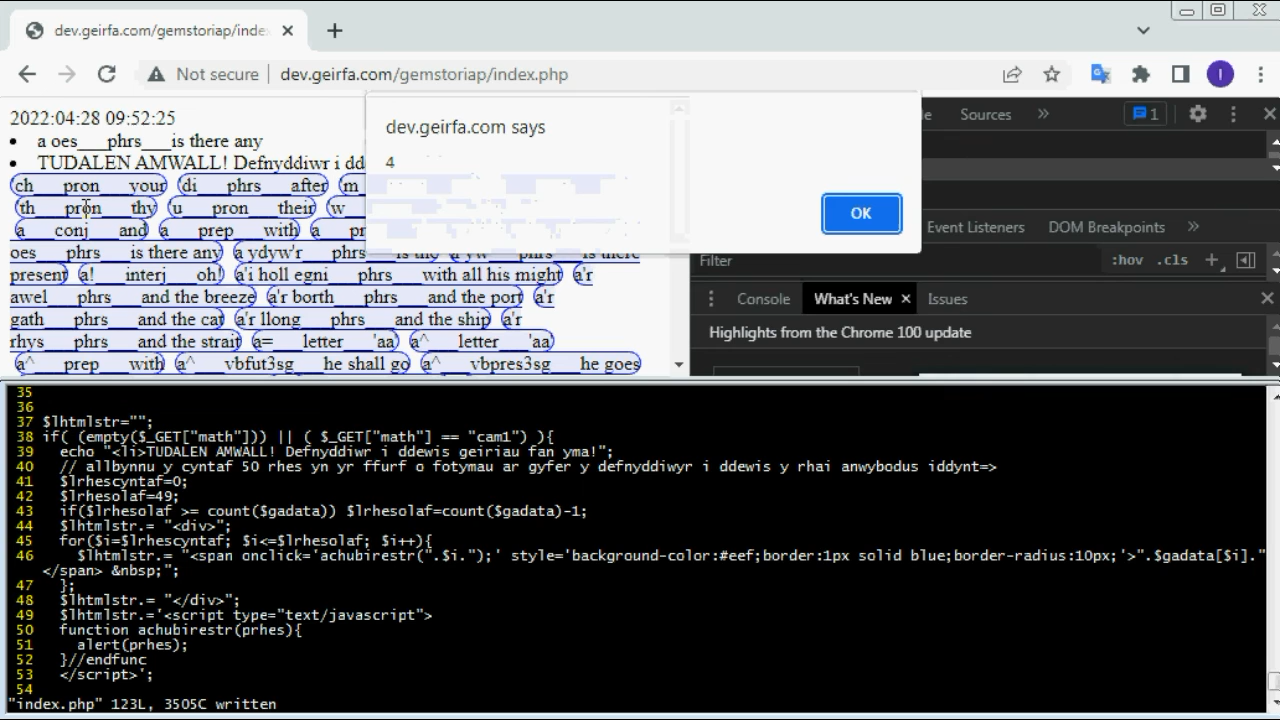 dev.geirfa.com/gemstoriap/inde
Not secure dev.geirfa.com/gemstoriap/index.php
I
2022:04:28 09:52:25
• a oes___phrs___is there any
• TUDALEN AMWALL! Defnyddiwr i dd
ch___pron___your di___phrs___after m
th___pron___thy u___pron___their w
a___conj___and a___prep___with a___pr
oes___phrs___is there any a ydyw'r___phrs___is the a yw___phrs___is there
present a!___interj___oh! a'i holl egni___phrs___with all his might a'r
awel___phrs___and the breeze a'r borth___phrs___and the port a'r
gath___phrs___and the cat a'r llong___phrs___and the ship a'r
rhys___phrs___and the strait a=___letter___'aa a^___letter___'aa
a^___prep___with a^___vbfut3sg___he shall go a^___vbpres3sg___he goes
dev.geirfa.com says
4
OK
le Sources » 1
Event Listeners DOM Breakpoints »
Filter :hov .cls +
Console What's New × Issues
Highlights from the Chrome 100 update
35
36
37 $lhtmlstr="";
38 if( (empty($_GET["math"])) || ( $_GET["math"] == "cam1") ){
39 echo "<li>TUDALEN AMWALL! Defnyddiwr i ddewis geiriau fan yma!";
40 // allbynnu y cyntaf 50 rhes yn yr ffurf o fotymau ar gyfer y defnyddiwyr i ddewis y rhai anwybodus iddynt=>
41 $lrhescyntaf=0;
42 $lrhesolaf=49;
43 if($lrhesolaf >= count($gadata)) $lrhesolaf=count($gadata)-1;
44 $lhtmlstr.= "<div>";
45 for($i=$lrhescyntaf; $i<=$lrhesolaf; $i++){
46 $lhtmlstr.= "<span onclick='achubirestr(".$i.");' style='background-color:#eef;border:1px solid blue;border-radius:10px;'>".$gadata[$i]."
</span> &nbsp;";
47 };
48 $lhtmlstr.= "</div>";
49 $lhtmlstr.='<script type="text/javascript">
50 function achubirestr(prhes){
51 alert(prhes);
52 }//endfunc
53 </script>';
54
"index.php" 123L, 3505C written